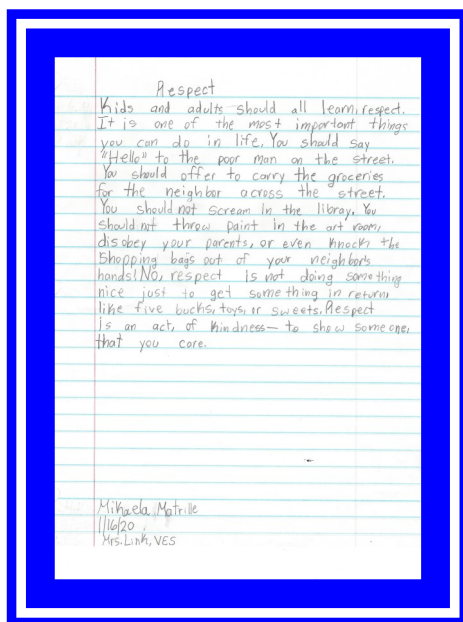 Respect
Kids and adults should all learn, respect.
It is one of the most important things
you can do in life. You should say
"Hello" to the poor man on the street.
You should offer to carry the groceries
for the neighbor across the street.
You should not scream in the libray. You
should not throw paint in the art room,
disobey your parents, or even knock the
shopping bags out of your neighbors
hands! NO, respect is not doing something
nice just to get something in return,
like five bucks, toys, or sweets. Respect
is an act, of kindness— to show someone,
that you care.
Mikaela Matrille
1/16/20
Mrs. Link, VES